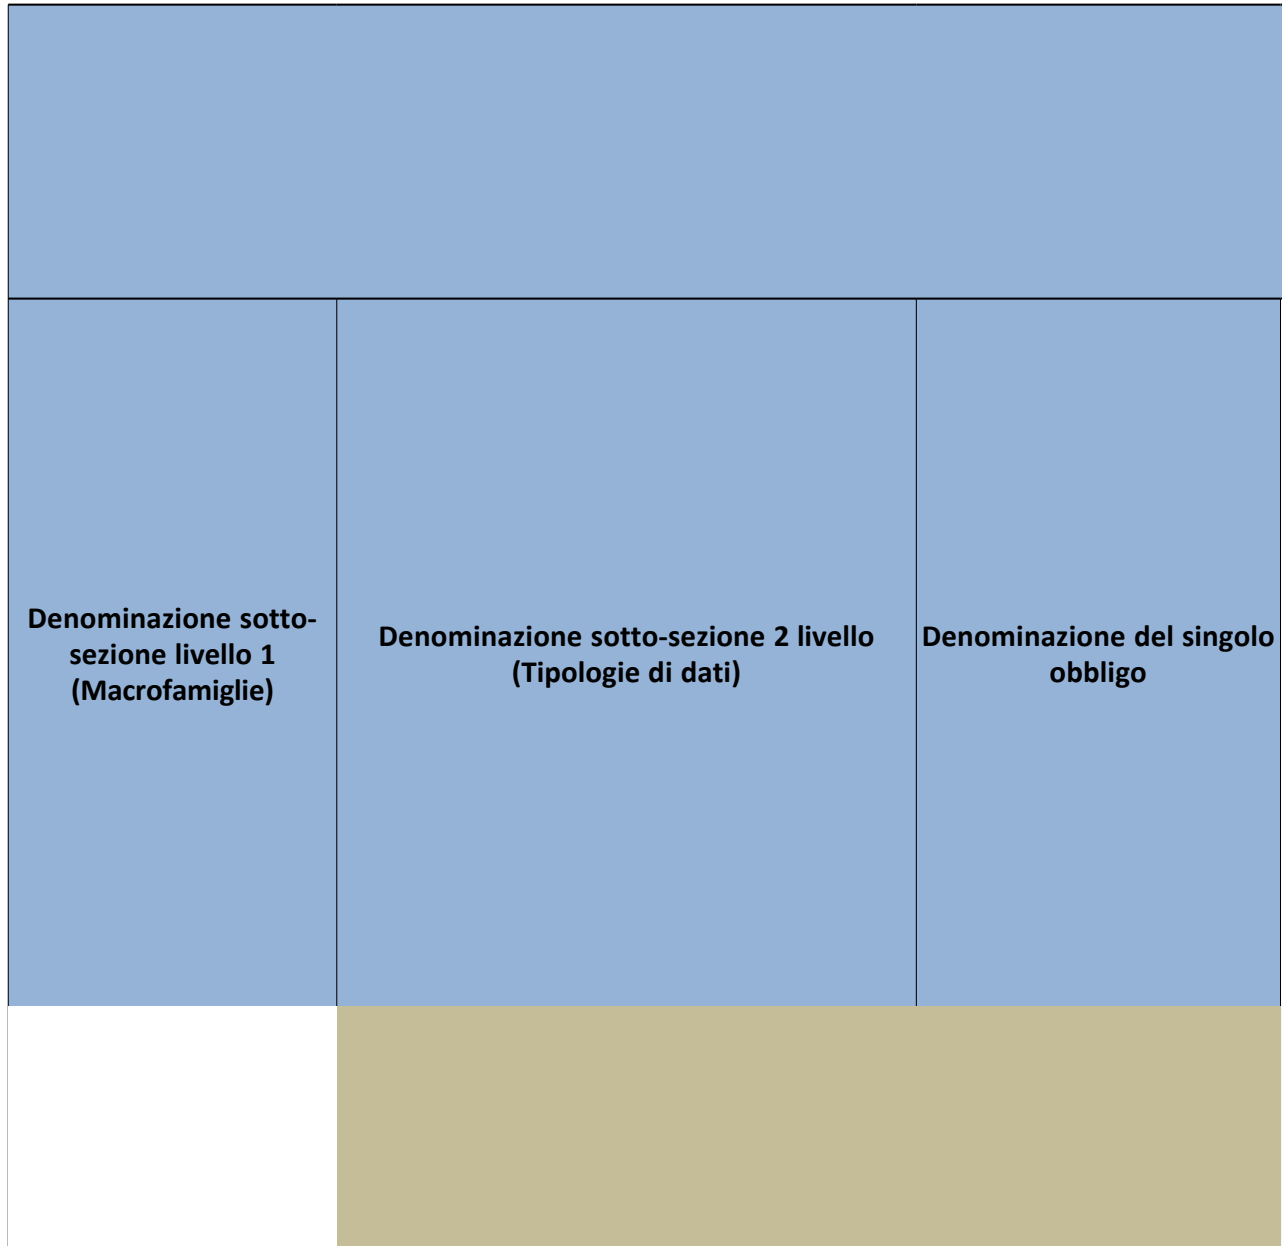 Denominazione sotto-
sezione livello 1
(Macrofamiglie)
Denominazione sotto-sezione 2 livello
(Tipologie di dati)
Denominazione del singolo
obbligo